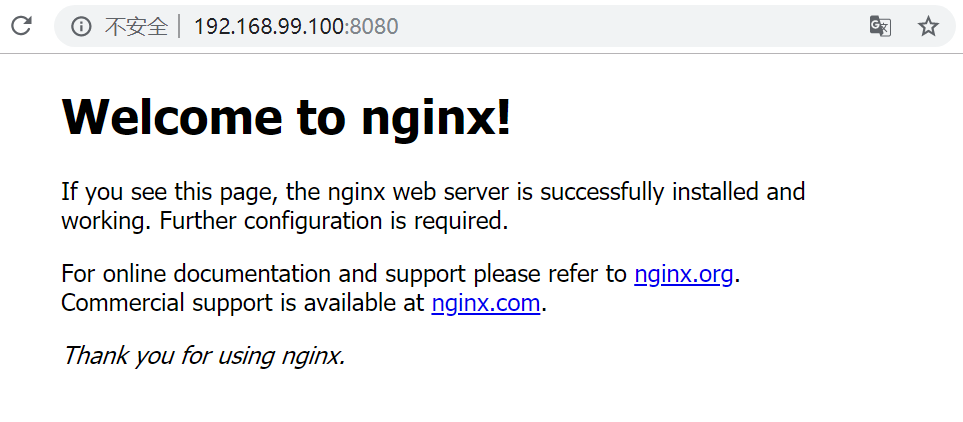 不安全 | 192.168.99.100:8080
Welcome to nginx!
If you see this page, the nginx web server is successfully installed and
working. Further configuration is required.
For online documentation and support please refer to nginx.org.
Commercial support is available at nginx.com.
Thank you for using nginx.